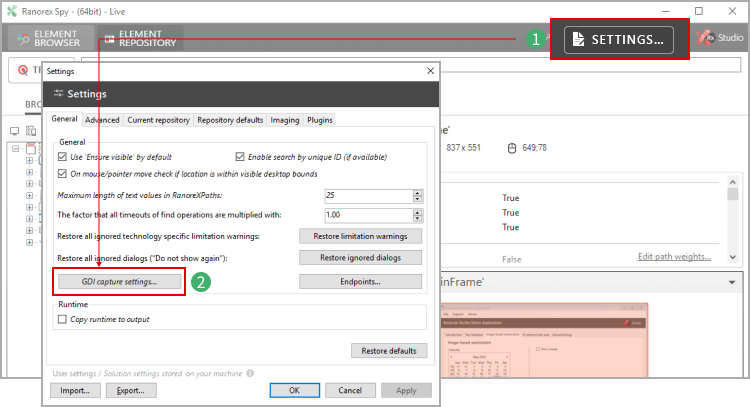 Ranorex Spy - (64bit) - Live
ELEMENT BROWSER
ELEMENT REPOSITORY
1
SETTINGS...
Studio
Settings
Settings
General
Advanced
Current repository
Repository defaults
Imaging
Plugins
General
Use 'Ensure visible' by default
Enable search by unique ID (if available)
On mouse/pointer move check if location is within visible desktop bounds
837 x 551
649;78
Maximum length of text values in RanoreXPaths:
25
True
The factor that all timeouts of find operations are multiplied with:
1.00
True
Restore all ignored technology specific limitation warnings:
Restore limitation warnings
True
Restore all ignored dialogs ("Do not show again"):
Restore ignored dialogs
False
Edit path weights...
GDI capture settings...
2
Endpoints...
inFrame'
Runtime
Copy runtime to output
Restore defaults
User settings / Solution settings stored on your machine
Import...
Export...
OK
Cancel
Apply